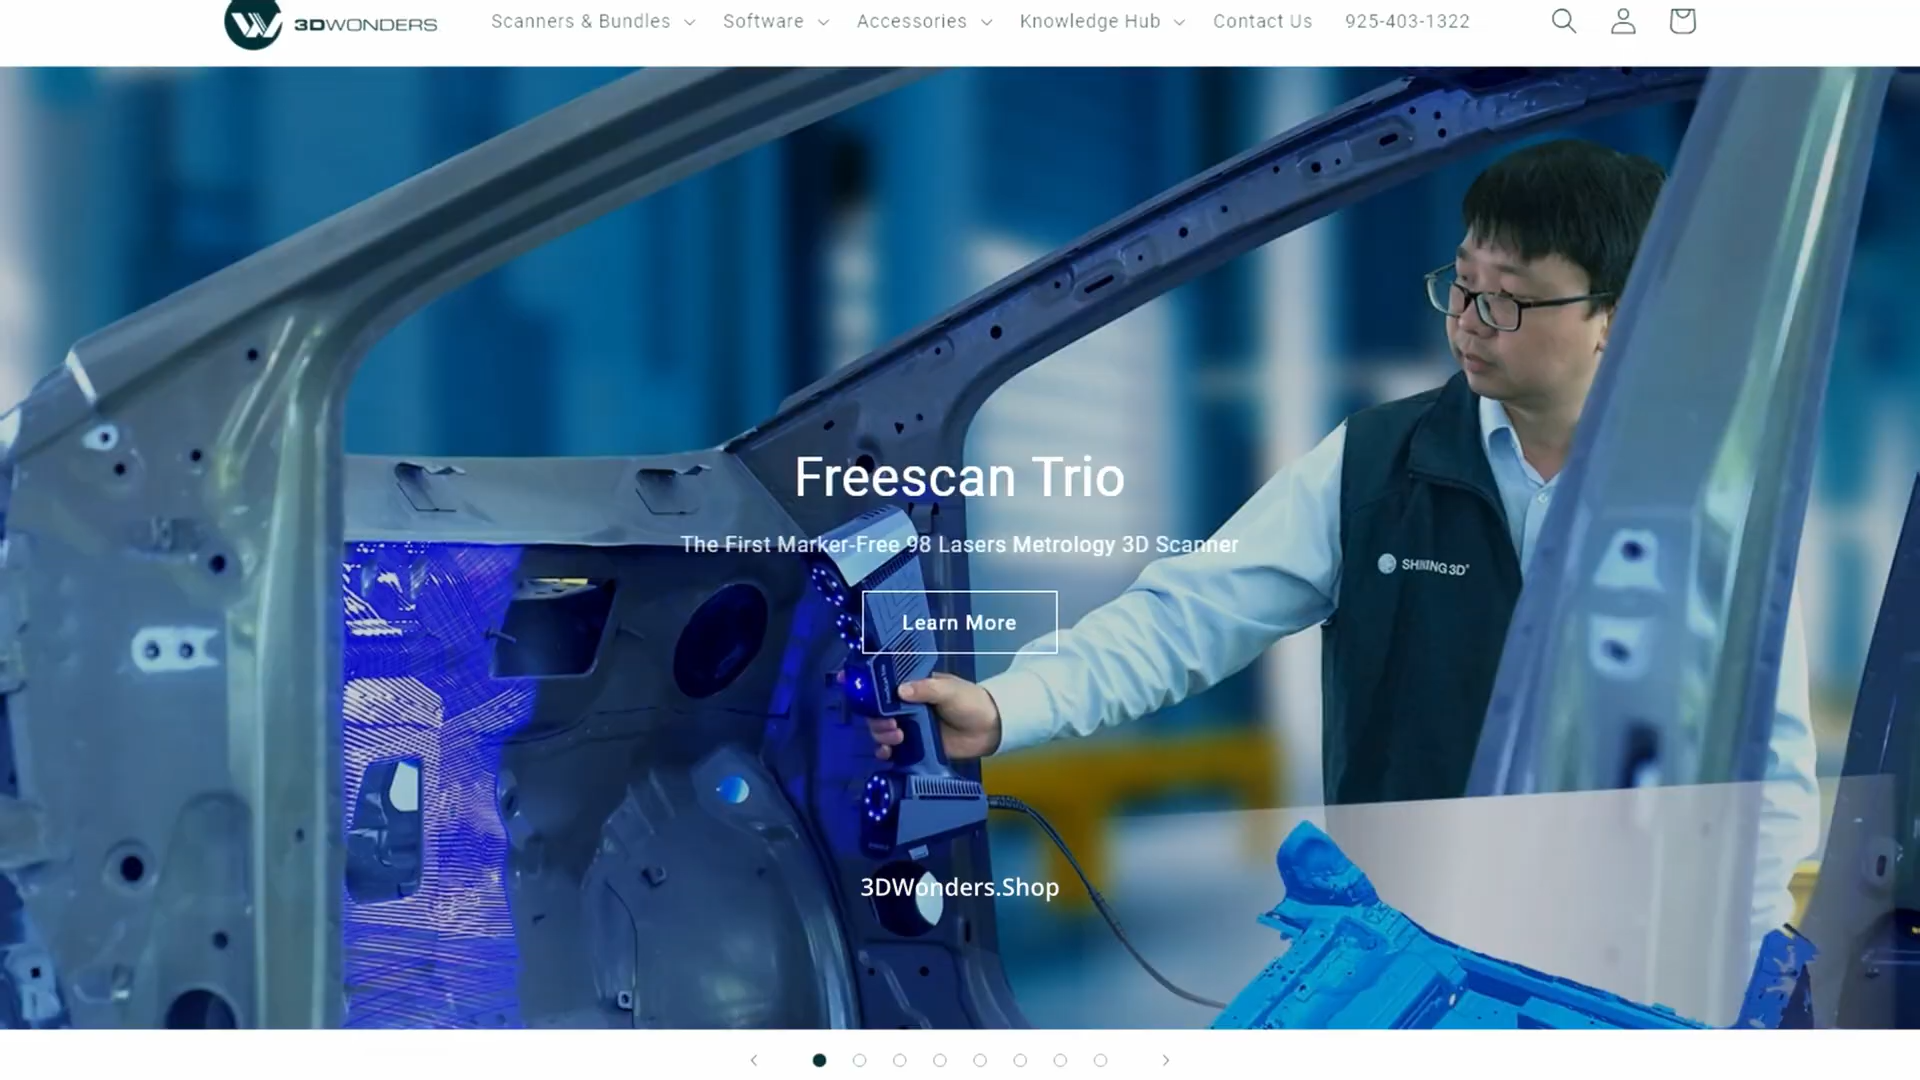 3DWONDERS
Scanners & Bundles
Software
Accessories
Knowledge Hub
Contact Us
925-403-1322
Freescan Trio
The First Marker-Free 98 Lasers Metrology 3D Scanner
SHINING 3D®
Learn More
3DWonders.Shop